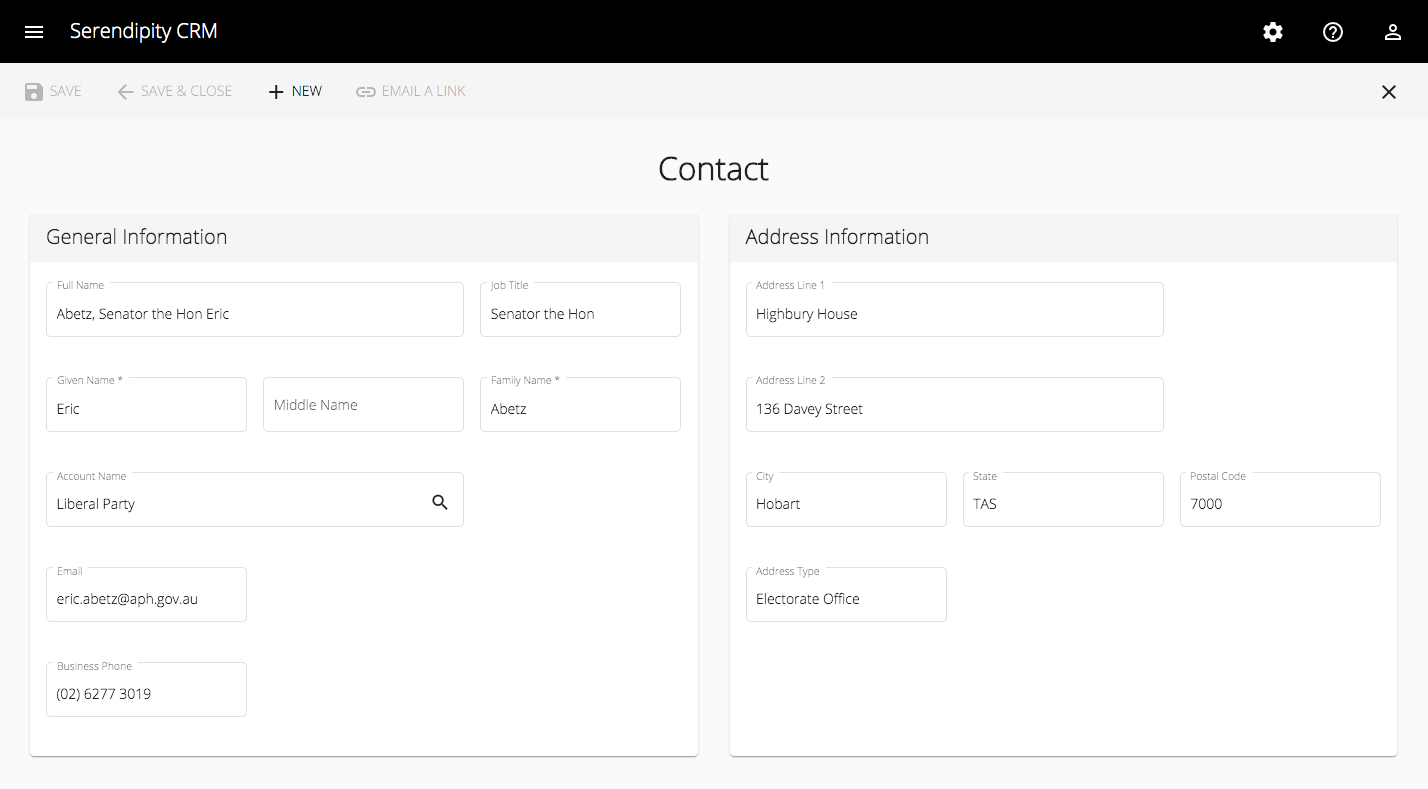 Serendipity CRM
SAVE SAVE & CLOSE NEW EMAIL A LINK
Contact
General Information
Full Name Job Title
Abetz, Senator the Hon Eric Senator the Hon
Given Name * Family Name *
Eric Middle Name Abetz
Account Name
Liberal Party
Email
eric.abetz@aph.gov.au
Business Phone
(02) 6277 3019
Address Information
Address Line 1
Highbury House
Address Line 2
136 Davey Street
City State Postal Code
Hobart TAS 7000
Address Type
Electorate Office